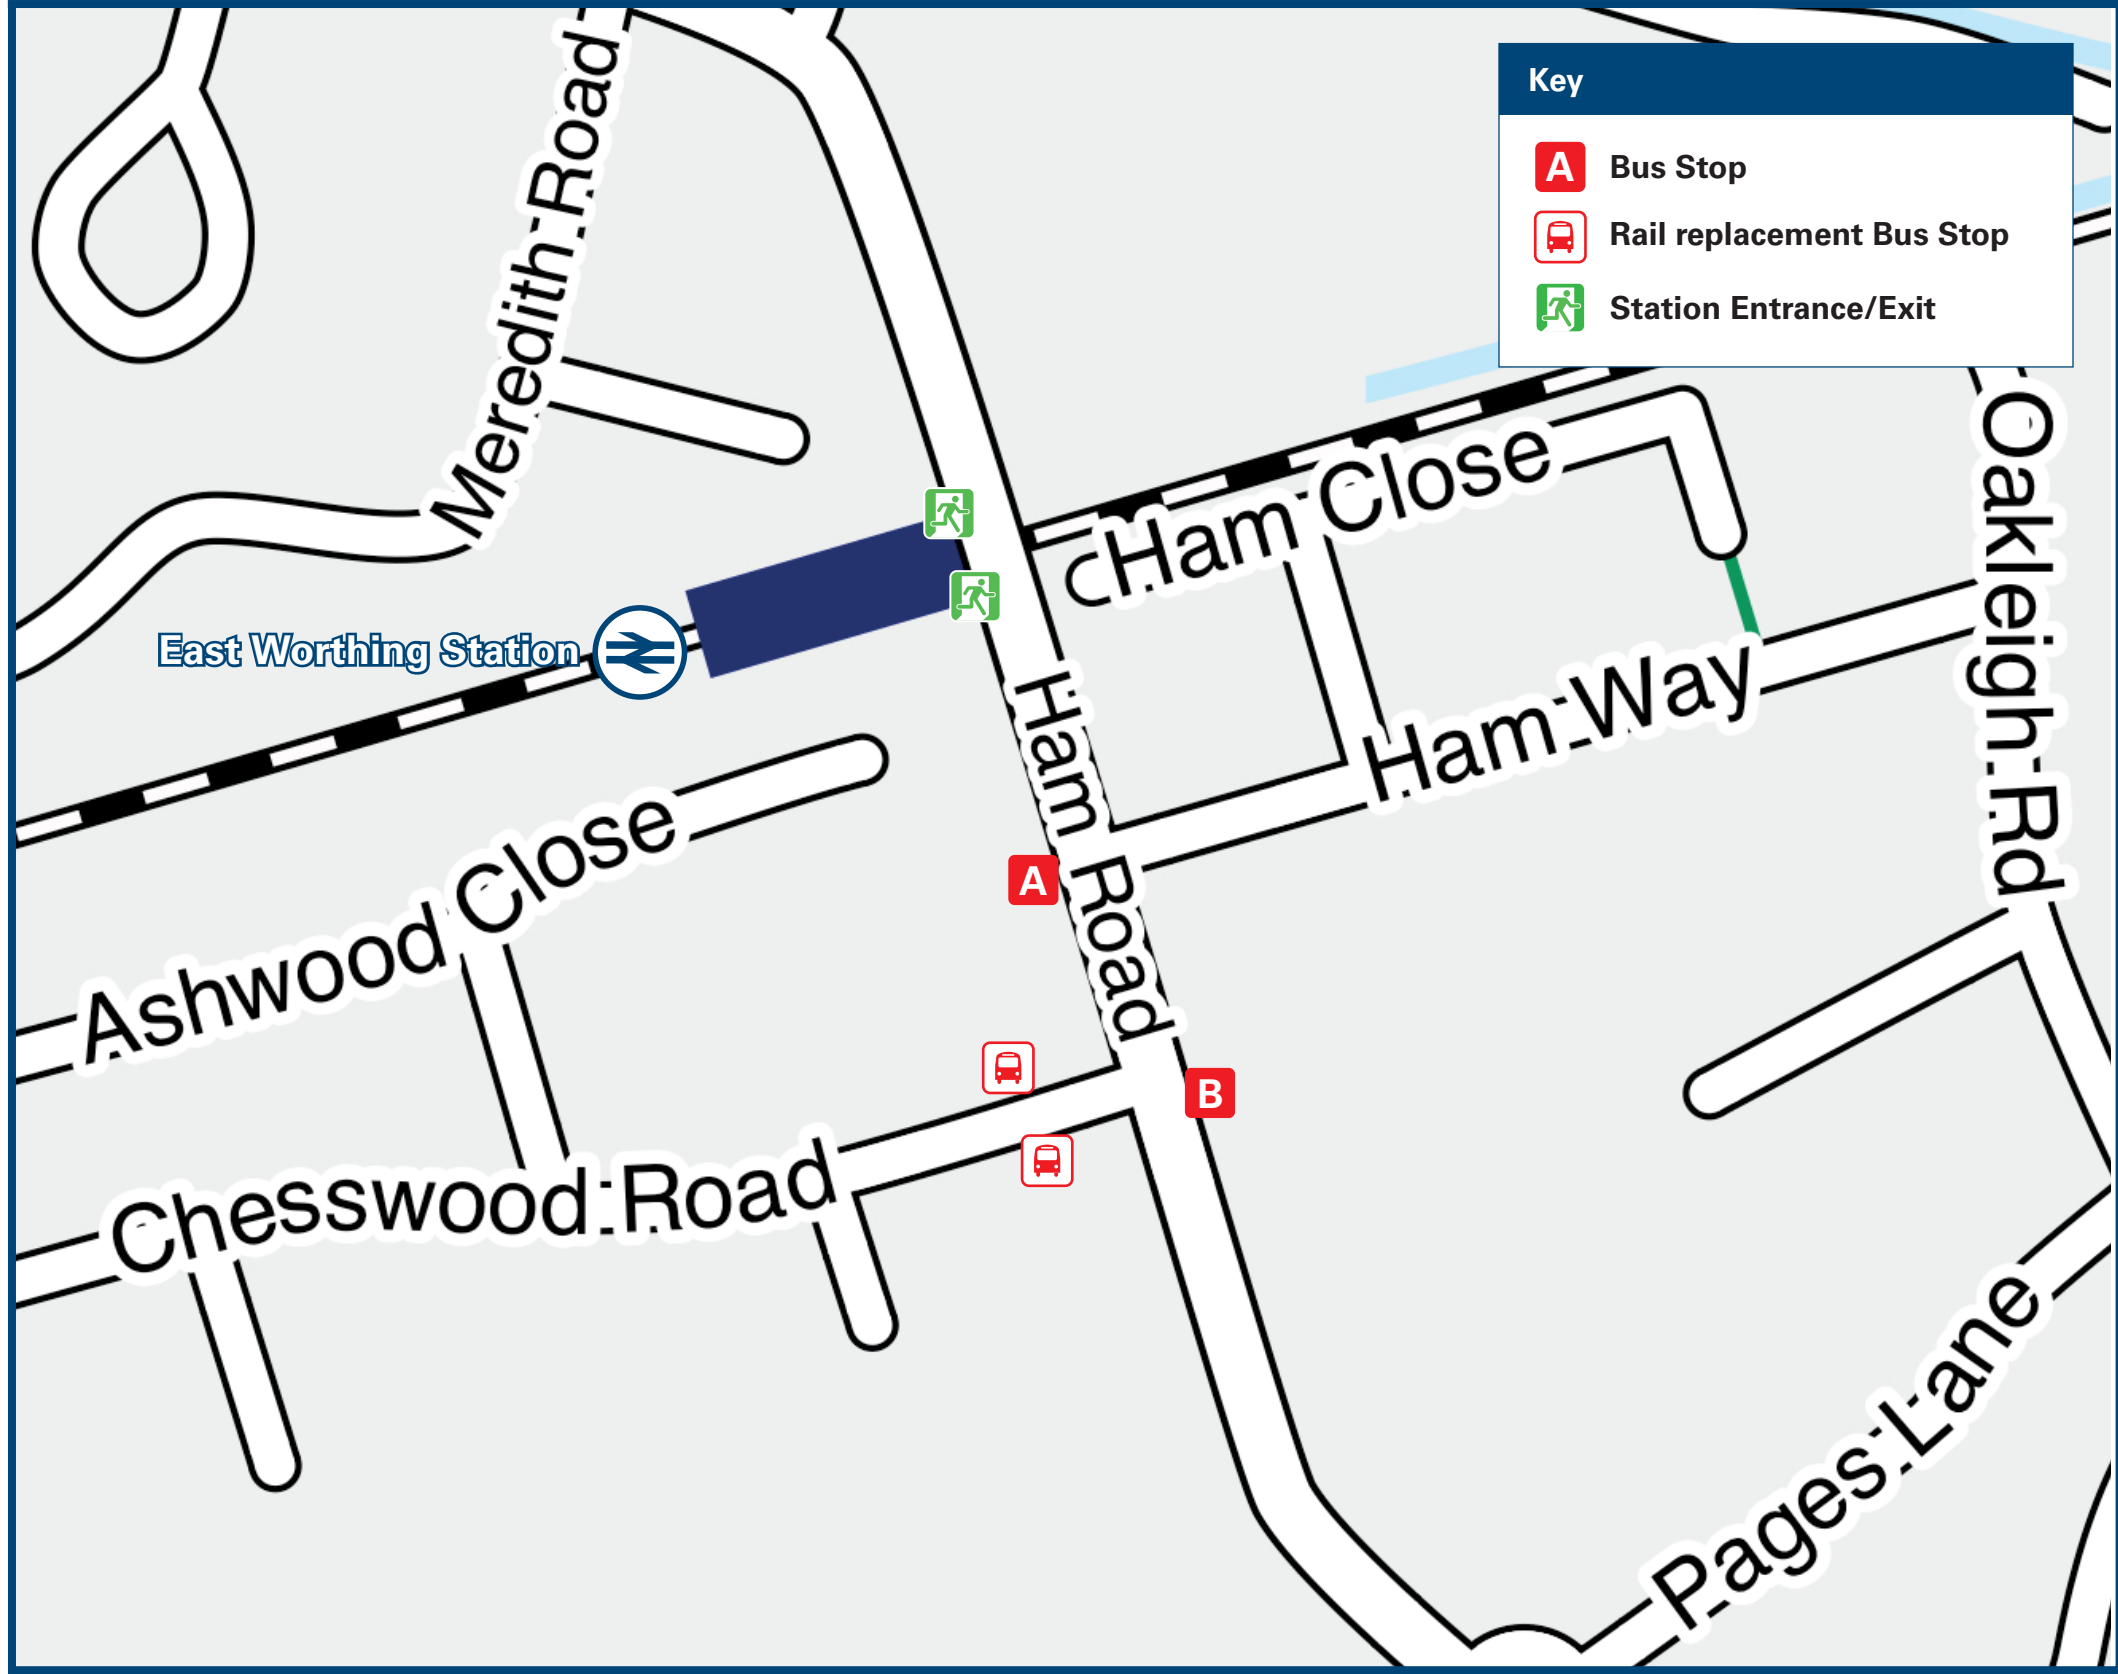 Key
A Bus Stop
Rail replacement Bus Stop
Station Entrance/Exit
Meredith Road
Oakleigh Rd
Ham Close
East Worthing Station
Ham Way
Ham Road
Ashwood Close
A
B
Chesswood Road
Pages Lane